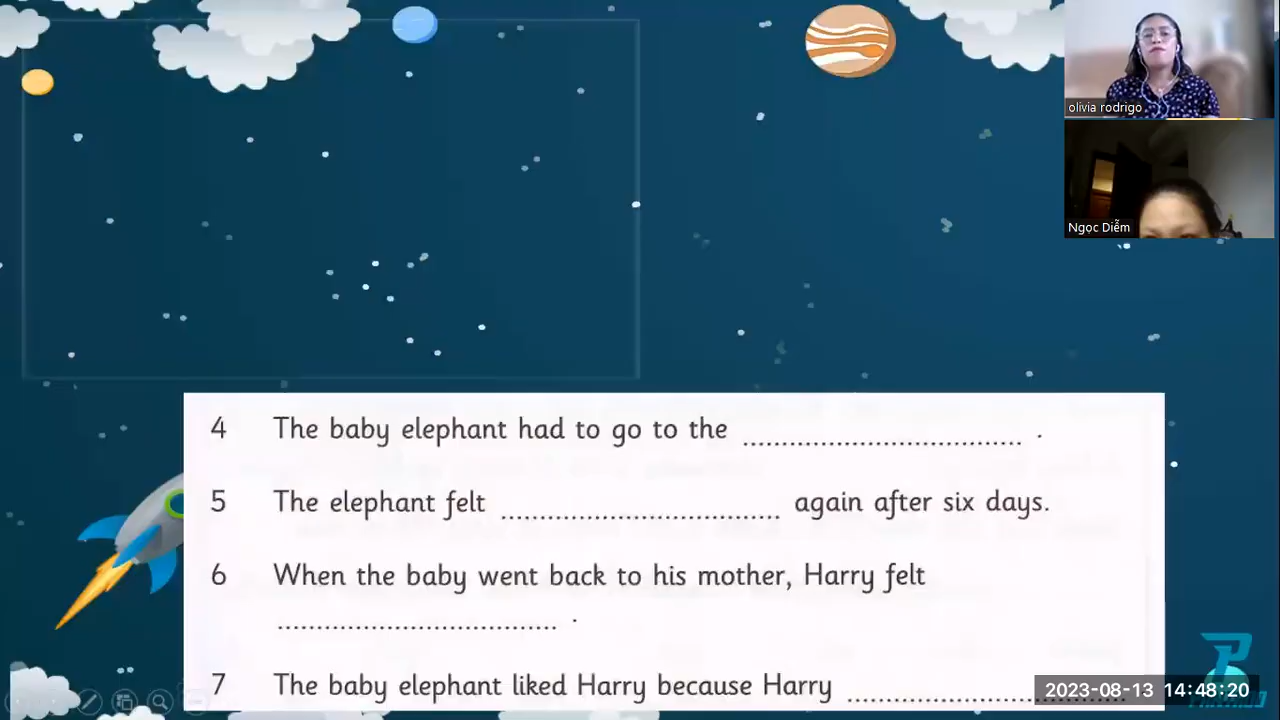 olivia rodrigo
Ngọc Diễm
4 The baby elephant had to go to the .................................... .
5 The elephant felt .................................... again after six days.
6 When the baby went back to his mother, Harry felt
.................................... .
7 The baby elephant liked Harry because Harry ....................................
2023-08-13 14:48:20